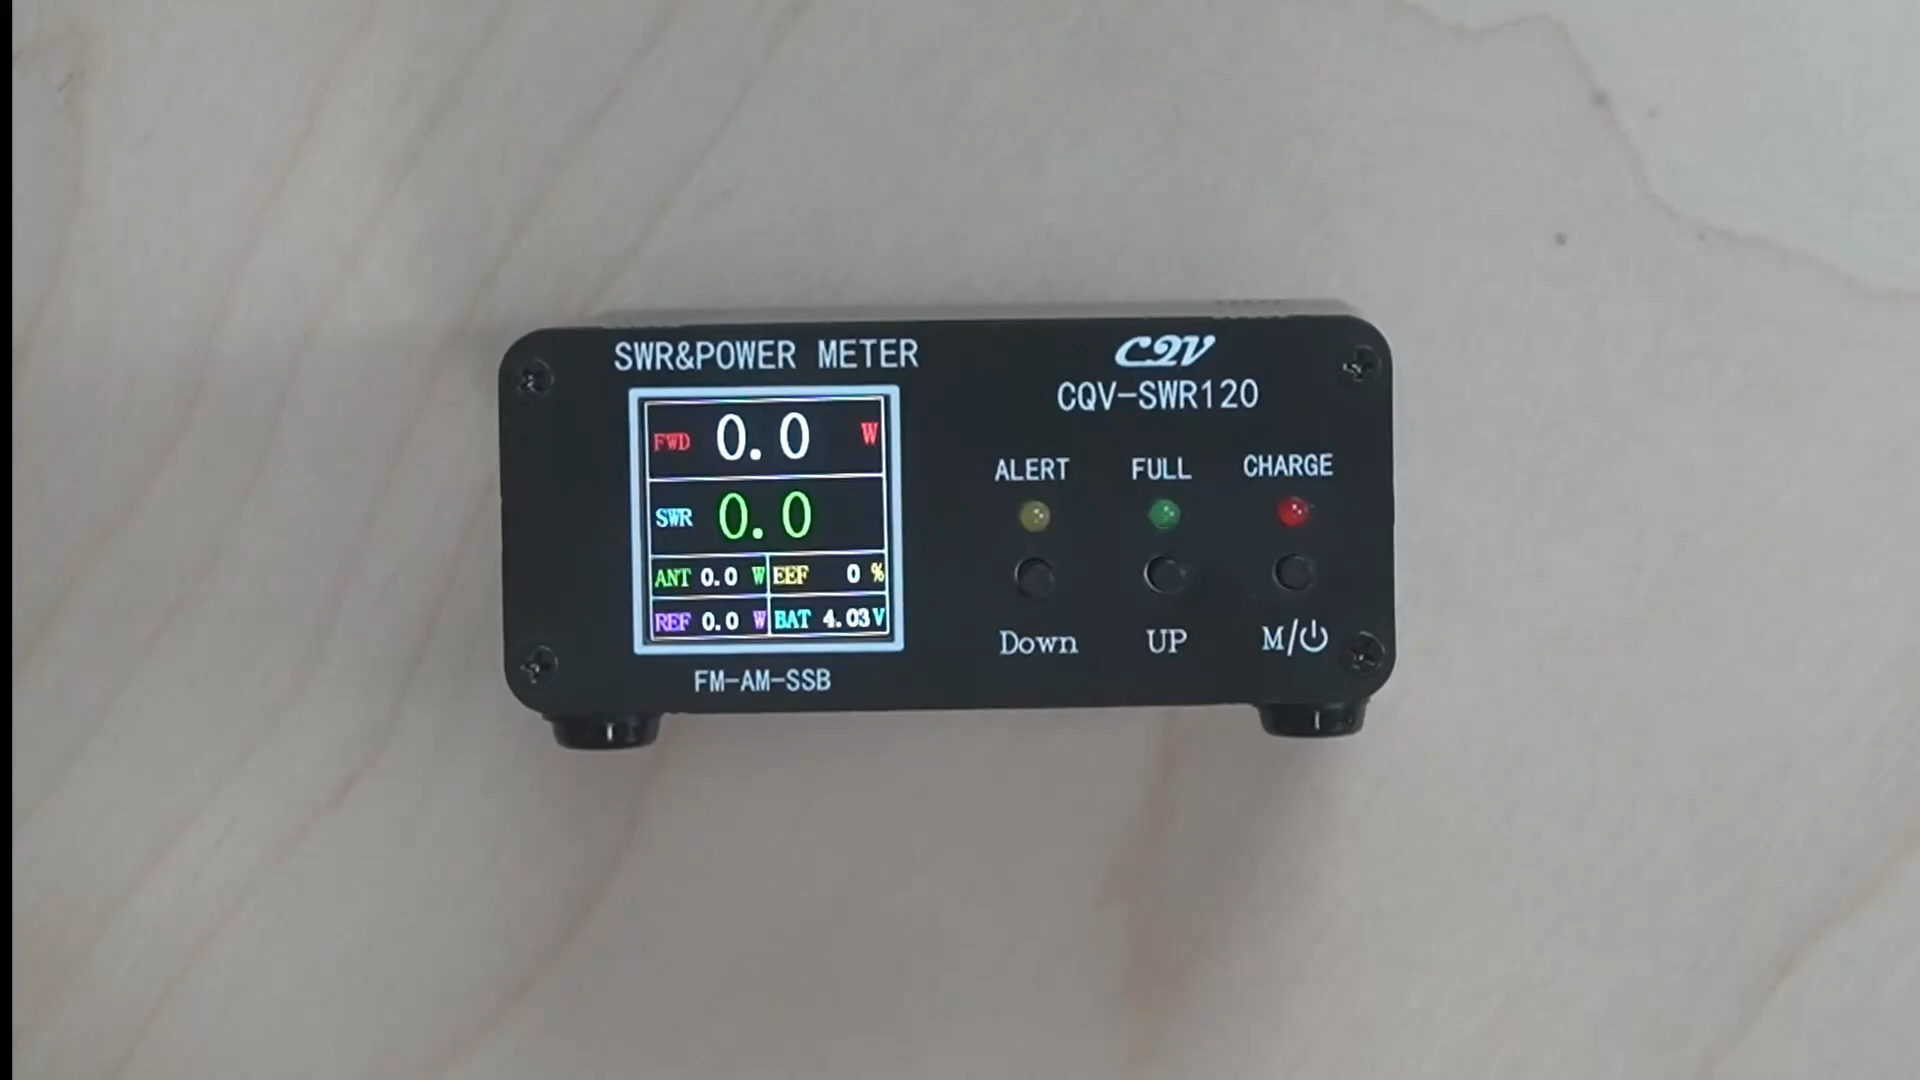 SWR&POWER METER
FWD 0.0 W
SWR 0.0
ANT 0.0 W EEF 0 %
REF 0.0 W BAT 4.03V
FM-AM-SSB
CQV
CQV-SWR120
ALERT FULL CHARGE
Down UP M/⏻